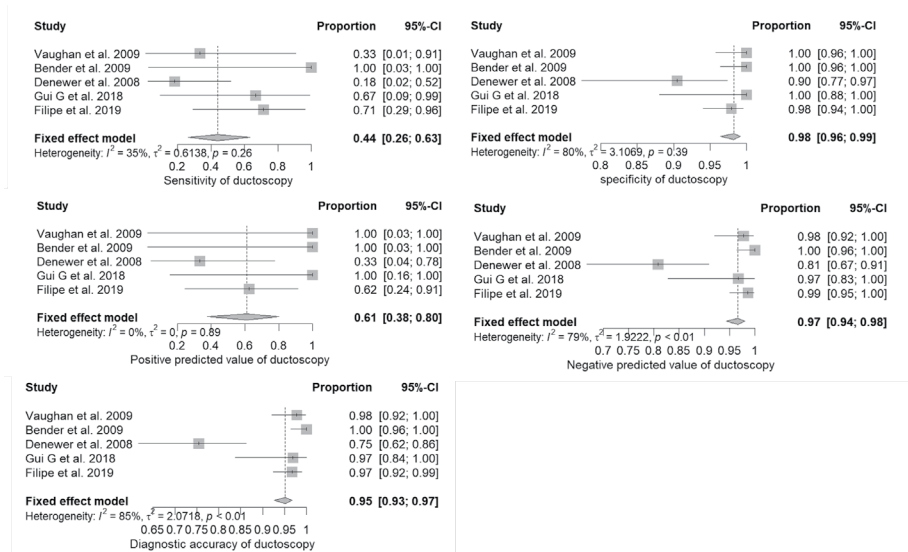 Study Proportion 95%-CI
Vaughan et al. 2009 0.33 [0.01; 0.91]
Bender et al. 2009 1.00 [0.03; 1.00]
Denewer et al. 2008 0.18 [0.02; 0.52]
Gui G et al. 2018 0.67 [0.09; 0.99]
Filipe et al. 2019 0.71 [0.29; 0.96]
Fixed effect model 0.44 [0.26; 0.63]
Heterogeneity: I² = 35%, τ² = 0.6138, p = 0.26
0.2 0.4 0.6 0.8 1
Sensitivity of ductoscopy
Study Proportion 95%-CI
Vaughan et al. 2009 1.00 [0.96; 1.00]
Bender et al. 2009 1.00 [0.96; 1.00]
Denewer et al. 2008 0.90 [0.77; 0.97]
Gui G et al. 2018 1.00 [0.88; 1.00]
Filipe et al. 2019 0.98 [0.94; 1.00]
Fixed effect model 0.98 [0.96; 0.99]
Heterogeneity: I² = 80%, τ² = 3.1069, p = 0.39
0.8 0.85 0.9 0.95 1
specificity of ductoscopy
Study Proportion 95%-CI
Vaughan et al. 2009 1.00 [0.03; 1.00]
Bender et al. 2009 1.00 [0.03; 1.00]
Denewer et al. 2008 0.33 [0.04; 0.78]
Gui G et al. 2018 1.00 [0.16; 1.00]
Filipe et al. 2019 0.62 [0.24; 0.91]
Fixed effect model 0.61 [0.38; 0.80]
Heterogeneity: I² = 0%, τ² = 0, p = 0.89
0.2 0.4 0.6 0.8 1
Positive predicted value of ductoscopy
Study Proportion 95%-CI
Vaughan et al. 2009 0.98 [0.92; 1.00]
Bender et al. 2009 1.00 [0.96; 1.00]
Denewer et al. 2008 0.81 [0.67; 0.91]
Gui G et al. 2018 0.97 [0.83; 1.00]
Filipe et al. 2019 0.99 [0.95; 1.00]
Fixed effect model 0.97 [0.94; 0.98]
Heterogeneity: I² = 79%, τ² = 1.9222, p < 0.01
0.7 0.75 0.8 0.85 0.9 0.95 1
Negative predicted value of ductoscopy
Study Proportion 95%-CI
Vaughan et al. 2009 0.98 [0.92; 1.00]
Bender et al. 2009 1.00 [0.96; 1.00]
Denewer et al. 2008 0.75 [0.62; 0.86]
Gui G et al. 2018 0.97 [0.84; 1.00]
Filipe et al. 2019 0.97 [0.92; 0.99]
Fixed effect model 0.95 [0.93; 0.97]
Heterogeneity: I² = 85%, τ² = 2.0718, p < 0.01
0.65 0.7 0.75 0.8 0.85 0.9 0.95 1
Diagnostic accuracy of ductoscopy